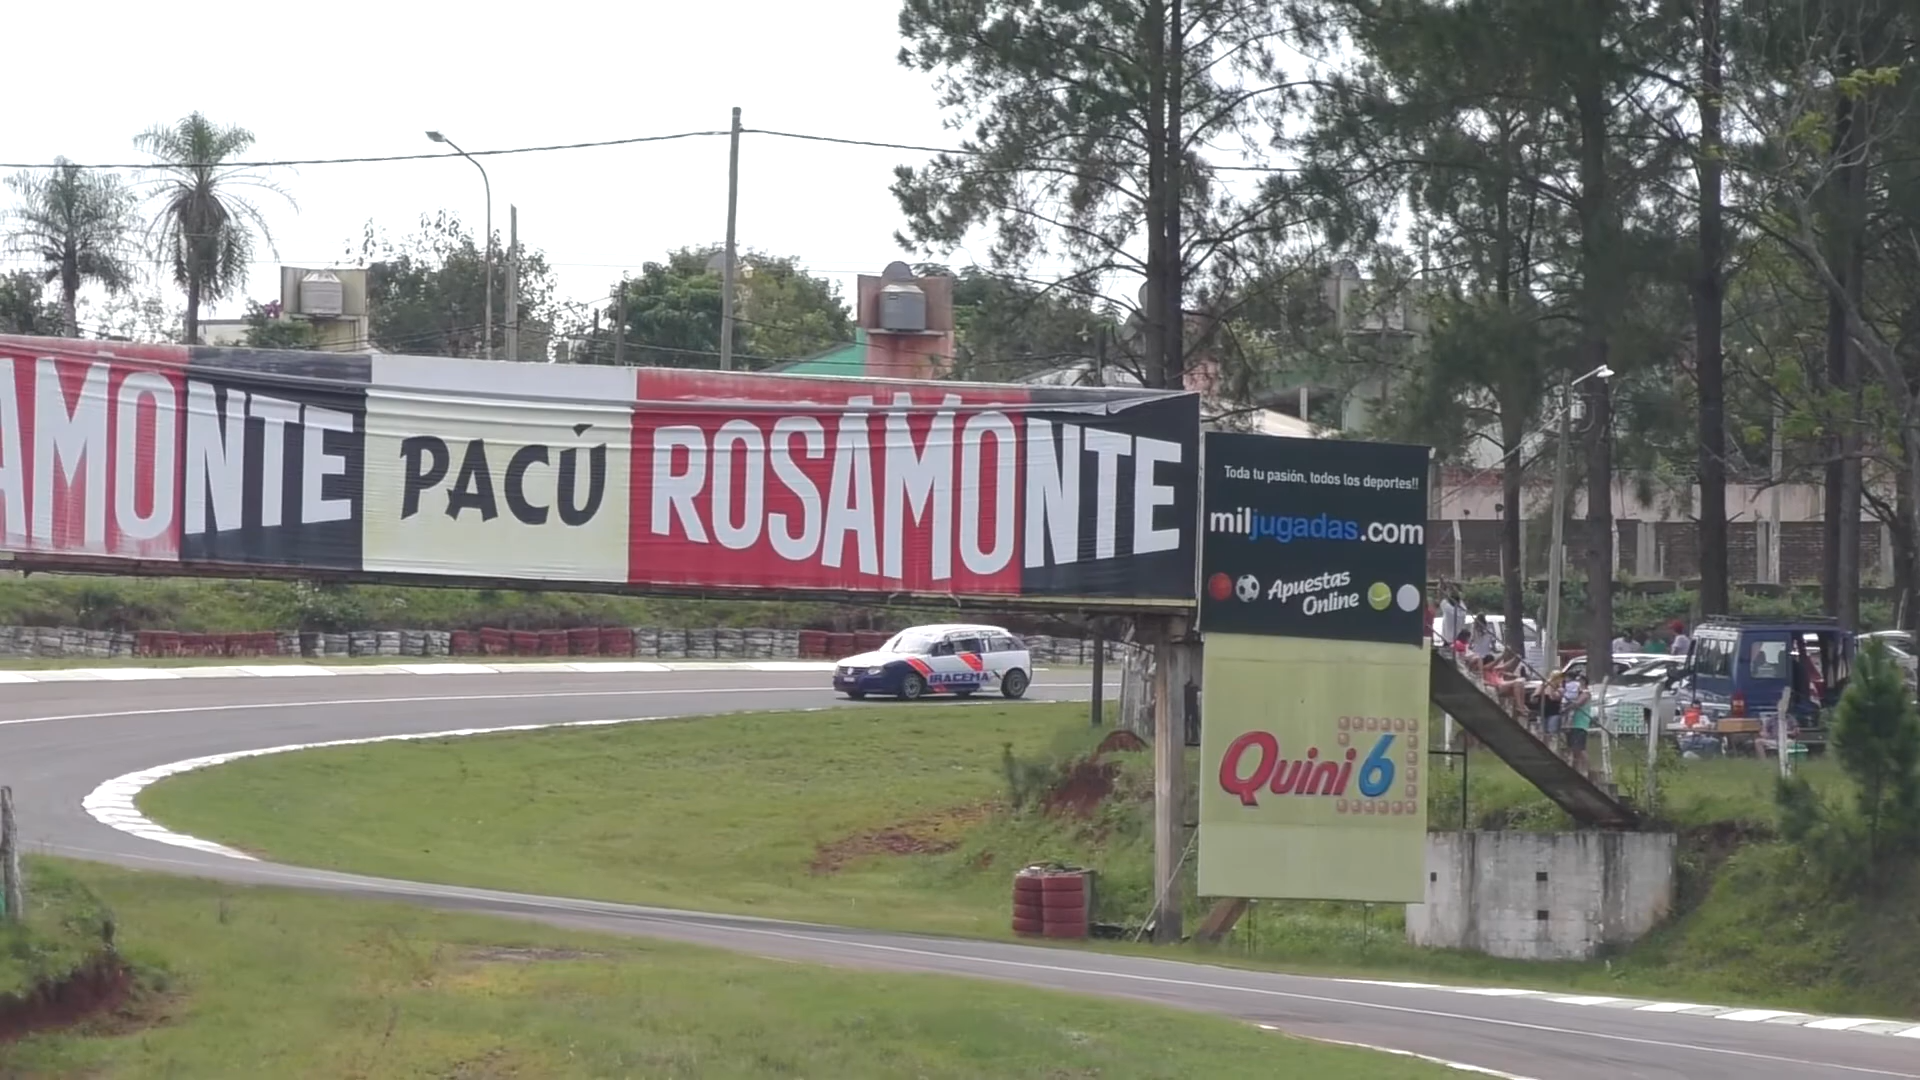 AMONTE
PACÚ
ROSAMONTE
Toda tu pasión, todos los deportes!!
miljugadas.com
Apuestas
Online
Quini 6
IRACEMA